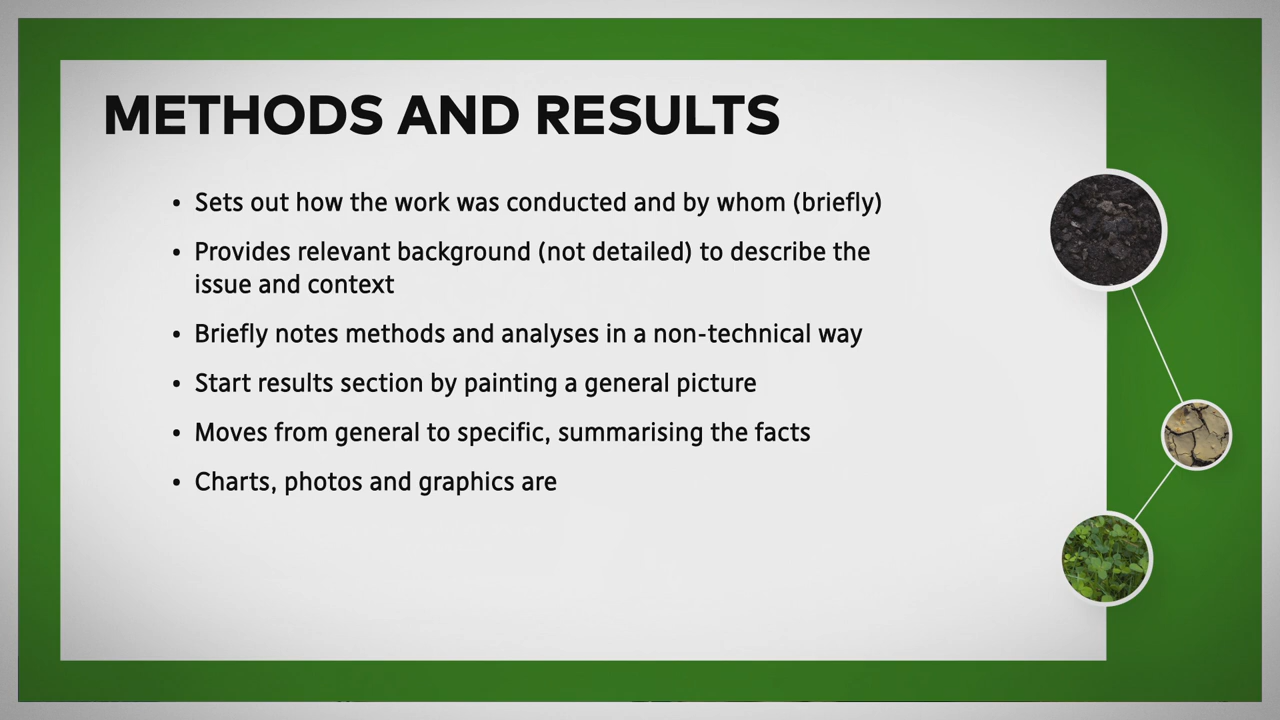 METHODS AND RESULTS
• Sets out how the work was conducted and by whom (briefly)
• Provides relevant background (not detailed) to describe the
issue and context
• Briefly notes methods and analyses in a non-technical way
• Start results section by painting a general picture
• Moves from general to specific, summarising the facts
• Charts, photos and graphics are